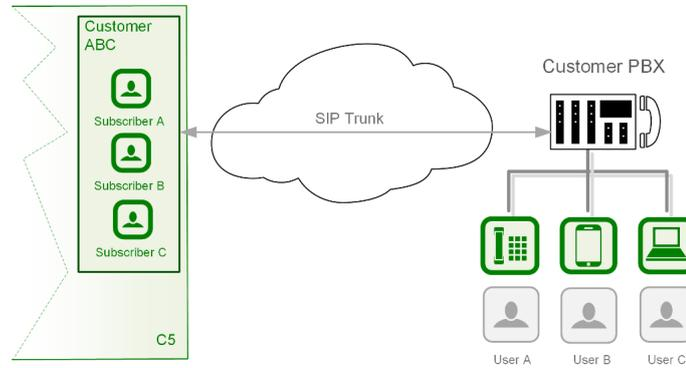 Customer
ABC
Subscriber A
Subscriber B
Subscriber C
C5
SIP Trunk
Customer PBX
User A
User B
User C